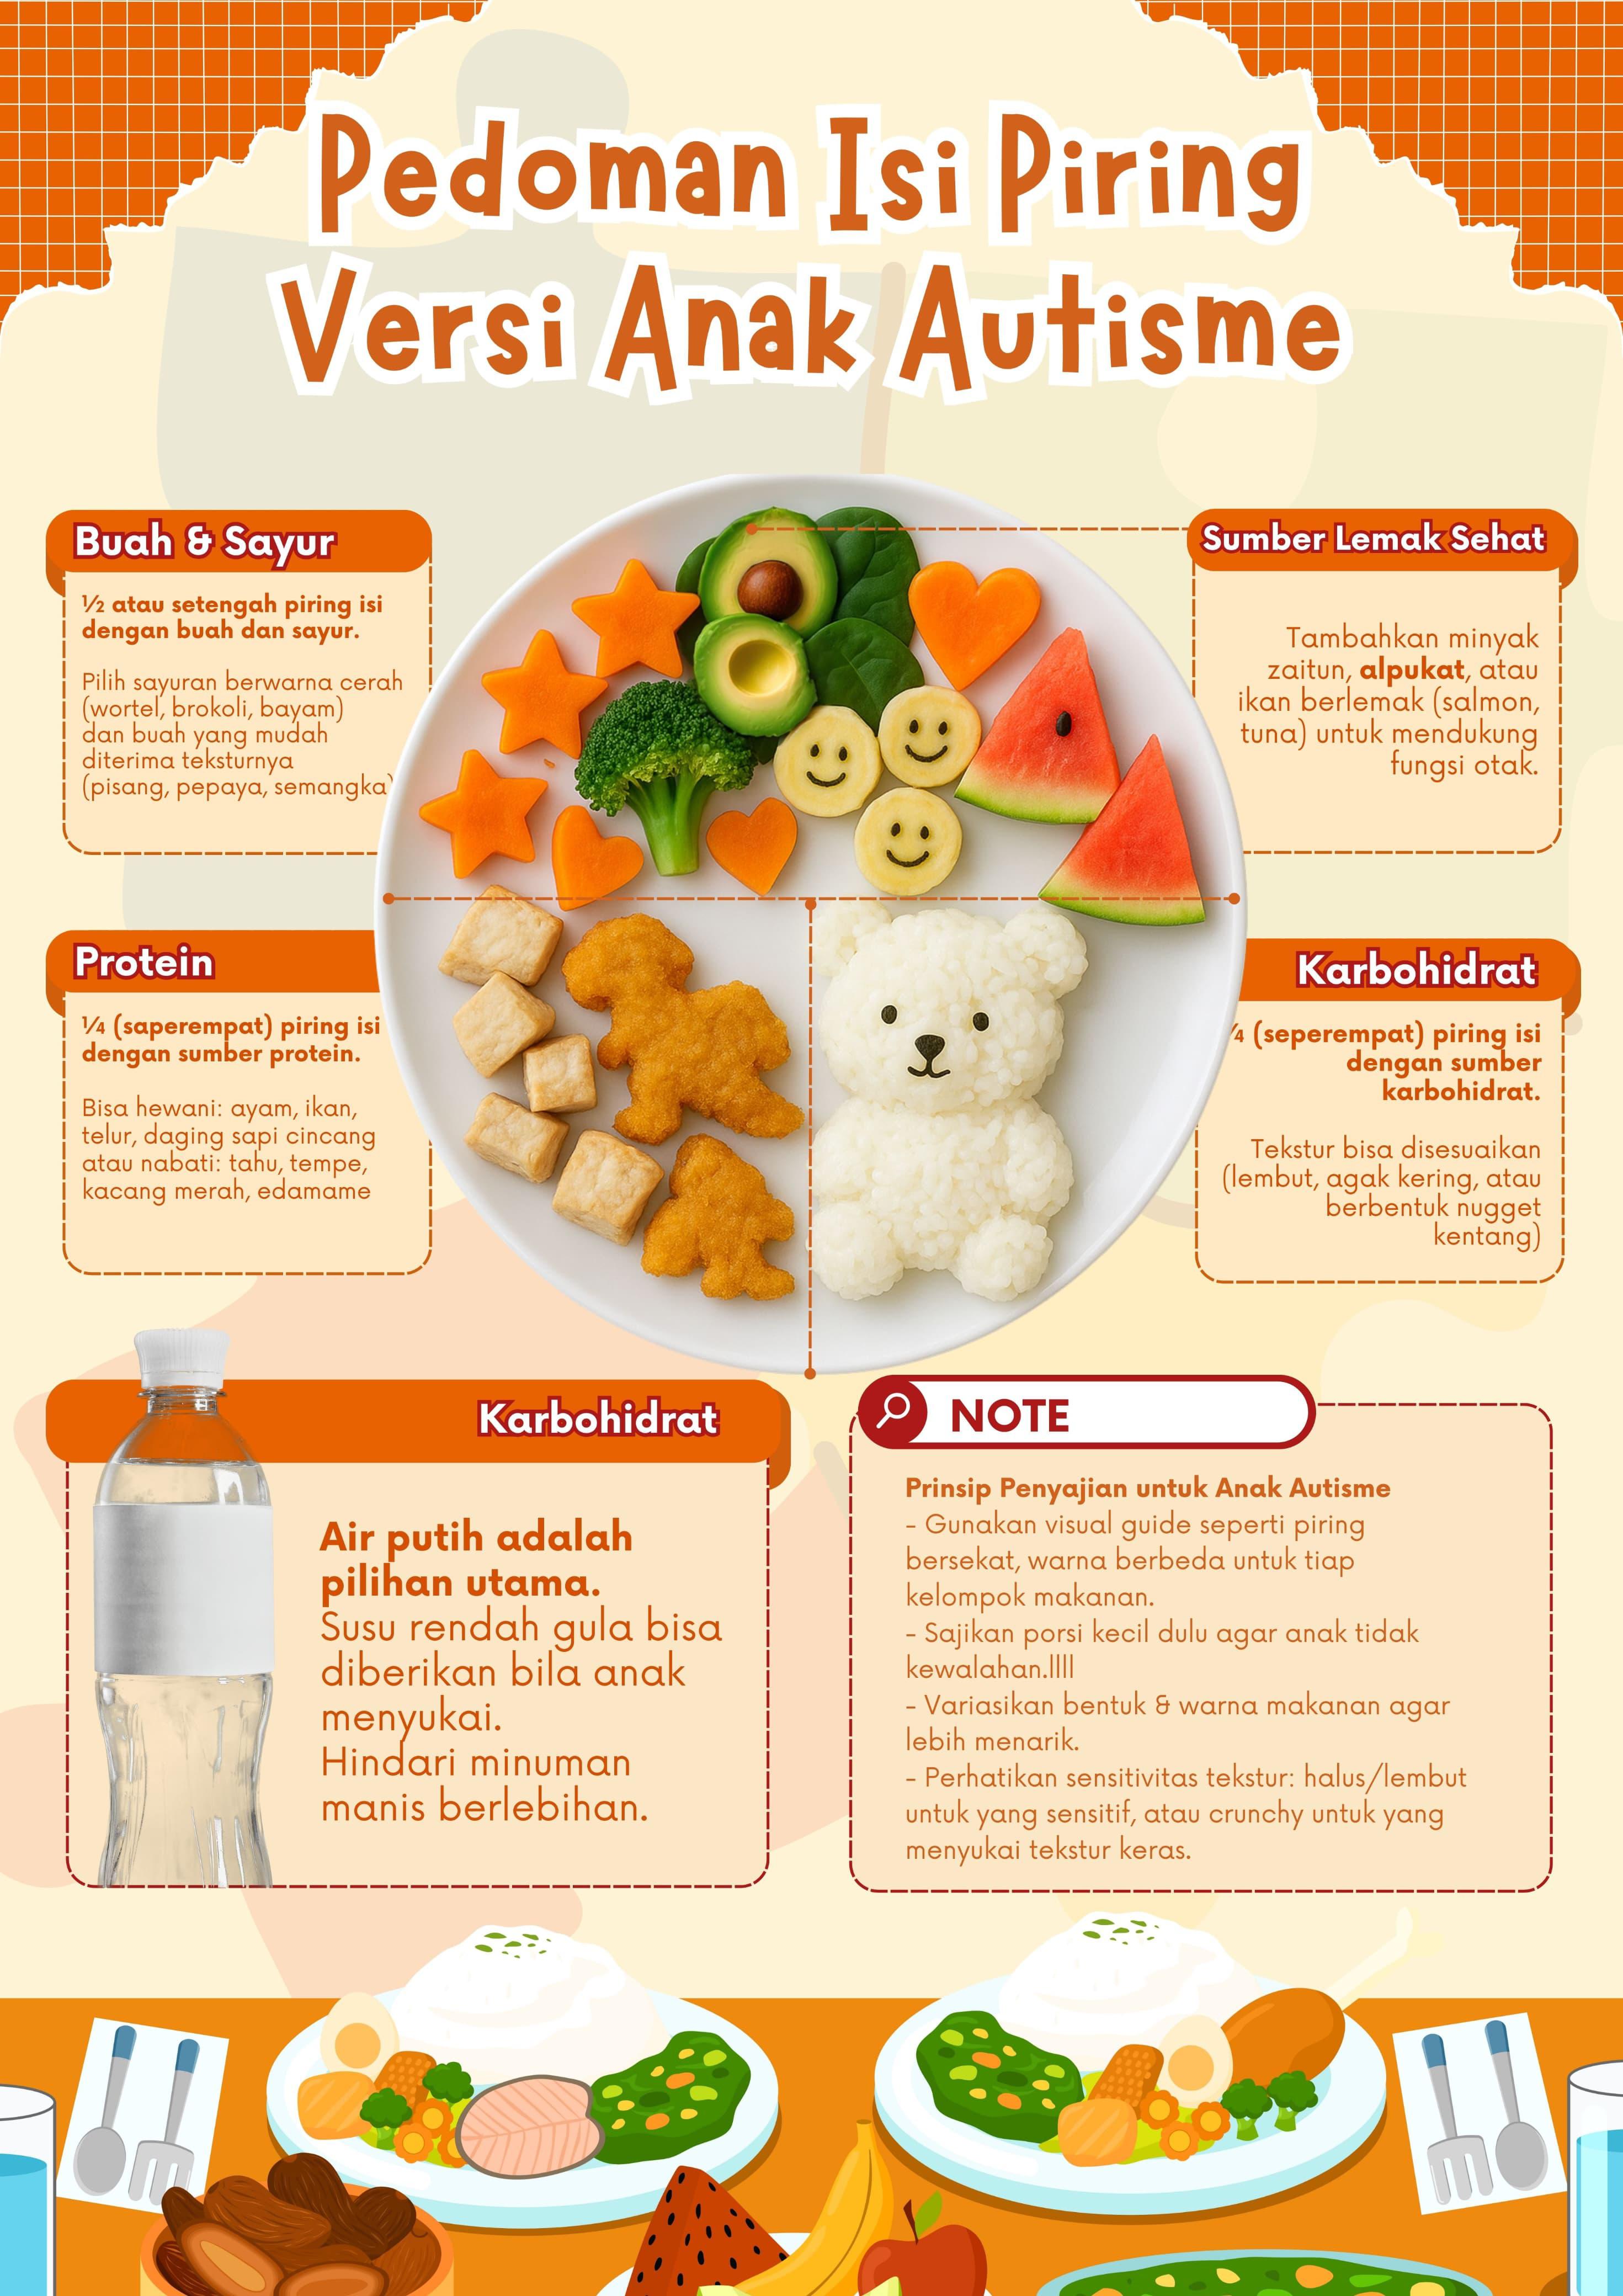 Pedoman Isi Piring
Versi Anak Autisme
Buah & Sayur
½ atau setengah piring isi
dengan buah dan sayur.
Pilih sayuran berwarna cerah
(wortel, brokoli, bayam)
dan buah yang mudah
diterima teksturnya
(pisang, pepaya, semangka)
Sumber Lemak Sehat
Tambahkan minyak
zaitun, alpukat, atau
ikan berlemak (salmon,
tuna) untuk mendukung
fungsi otak.
Protein
¼ (saperempat) piring isi
dengan sumber protein.
Bisa hewani: ayam, ikan,
telur, daging sapi cincang
atau nabati: tahu, tempe,
kacang merah, edamame
Karbohidrat
¼ (seperempat) piring isi
dengan sumber
karbohidrat.
Tekstur bisa disesuaikan
(lembut, agak kering, atau
berbentuk nugget
kentang)
Karbohidrat
Air putih adalah
pilihan utama.
Susu rendah gula bisa
diberikan bila anak
menyukai.
Hindari minuman
manis berlebihan.
NOTE
Prinsip Penyajian untuk Anak Autisme
- Gunakan visual guide seperti piring
bersekat, warna berbeda untuk tiap
kelompok makanan.
- Sajikan porsi kecil dulu agar anak tidak
kewalahan.llll
- Variasikan bentuk & warna makanan agar
lebih menarik.
- Perhatikan sensitivitas tekstur: halus/lembut
untuk yang sensitif, atau crunchy untuk yang
menyukai tekstur keras.